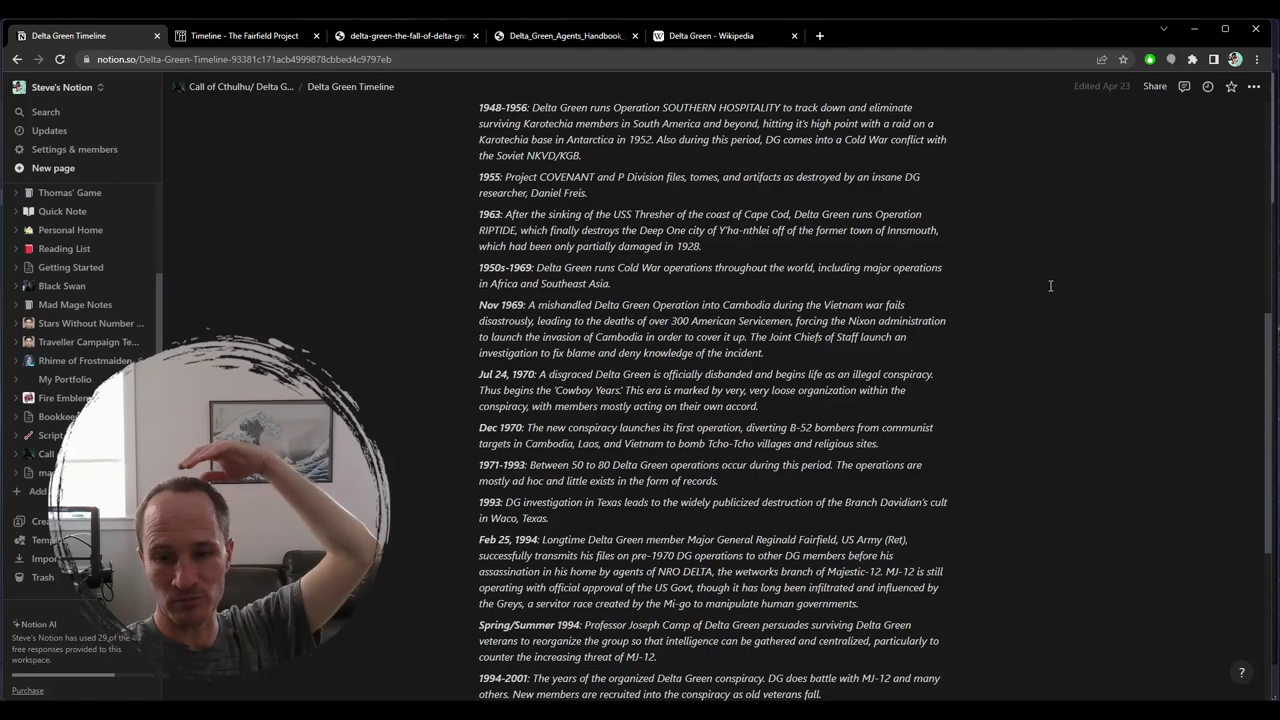 Delta Green Timeline
Timeline - The Fairfield Project
delta-green-the-fall-of-delta-gre
Delta_Green_Agents_Handbook_
Delta Green - Wikipedia
notion.so/Delta-Green-Timeline-93381c171acb4999878cbbed4c9797eb
Steve's Notion
Call of Cthulhu/ Delta G... / Delta Green Timeline
Edited Apr 23
Share
Search
Updates
Settings & members
New page
Thomas' Game
Quick Note
Personal Home
Reading List
Getting Started
Black Swan
Mad Mage Notes
Stars Without Number ...
Traveller Campaign Te...
Rhime of Frostmaiden
My Portfolio
Fire Emblem
Bookkee
Script
Call
ma
Add
Crea
Temp
Impo
Trash
Notion AI
Steve's Notion has used 29 of the 40
free responses provided to this
workspace.
Purchase
1948-1956: Delta Green runs Operation SOUTHERN HOSPITALITY to track down and eliminate
surviving Karotechia members in South America and beyond, hitting it's high point with a raid on a
Karotechia base in Antarctica in 1952. Also during this period, DG comes into a Cold War conflict with
the Soviet NKVD/KGB.
1955: Project COVENANT and P Division files, tomes, and artifacts as destroyed by an insane DG
researcher, Daniel Freis.
1963: After the sinking of the USS Thresher of the coast of Cape Cod, Delta Green runs Operation
RIPTIDE, which finally destroys the Deep One city of Y'ha-nthlei off of the former town of Innsmouth,
which had been only partially damaged in 1928.
1950s-1969: Delta Green runs Cold War operations throughout the world, including major operations
in Africa and Southeast Asia.
Nov 1969: A mishandled Delta Green Operation into Cambodia during the Vietnam war fails
disastrously, leading to the deaths of over 300 American Servicemen, forcing the Nixon administration
to launch the invasion of Cambodia in order to cover it up. The Joint Chiefs of Staff launch an
investigation to fix blame and deny knowledge of the incident.
Jul 24, 1970: A disgraced Delta Green is officially disbanded and begins life as an illegal conspiracy.
Thus begins the 'Cowboy Years.' This era is marked by very, very loose organization within the
conspiracy, with members mostly acting on their own accord.
Dec 1970: The new conspiracy launches its first operation, diverting B-52 bombers from communist
targets in Cambodia, Laos, and Vietnam to bomb Tcho-Tcho villages and religious sites.
1971-1993: Between 50 to 80 Delta Green operations occur during this period. The operations are
mostly ad hoc and little exists in the form of records.
1993: DG investigation in Texas leads to the widely publicized destruction of the Branch Davidian's cult
in Waco, Texas.
Feb 25, 1994: Longtime Delta Green member Major General Reginald Fairfield, US Army (Ret),
successfully transmits his files on pre-1970 DG operations to other DG members before his
assassination in his home by agents of NRO DELTA, the wetworks branch of Majestic-12. MJ-12 is still
operating with official approval of the US Govt, though it has long been infiltrated and influenced by
the Greys, a servitor race created by the Mi-go to manipulate human governments.
Spring/Summer 1994: Professor Joseph Camp of Delta Green persuades surviving Delta Green
veterans to reorganize the group so that intelligence can be gathered and centralized, particularly to
counter the increasing threat of MJ-12.
1994-2001: The years of the organized Delta Green conspiracy. DG does battle with MJ-12 and many
others. New members are recruited into the conspiracy as old veterans fall.